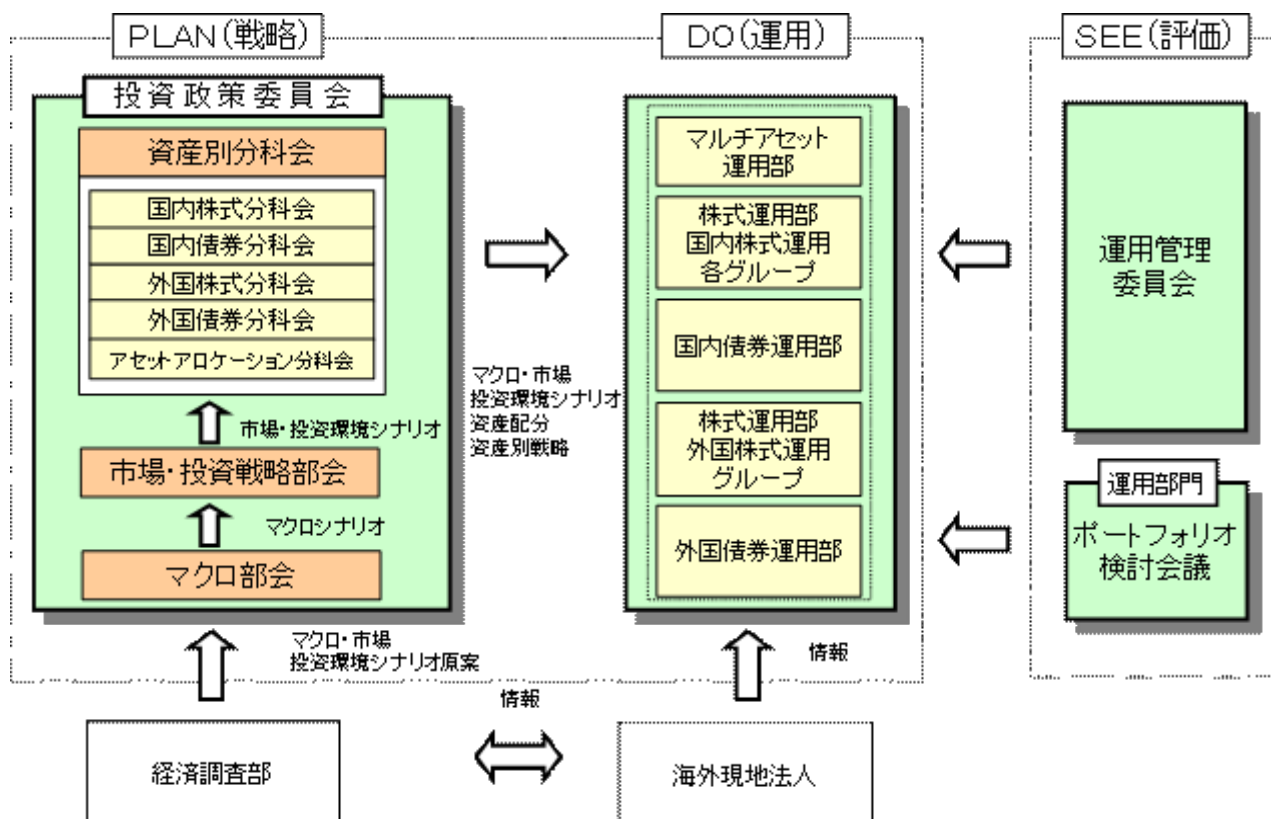 PLAN(戦略)
投資政策委員会
資産別分科会
国内株式分科会
国内債券分科会
外国株式分科会
外国債券分科会
アセットアロケーション分科会
市場・投資環境シナリオ
市場・投資戦略部会
マクロシナリオ
マクロ部会
マクロ・市場
投資環境シナリオ原案
経済調査部
マクロ・市場
投資環境シナリオ
資産配分
資産別戦略
DO(運用)
マルチアセット
運用部
株式運用部
国内株式運用
各グループ
国内債券運用部
株式運用部
外国株式運用
グループ
外国債券運用部
情報
情報
海外現地法人
SEE(評価)
運用管理
委員会
運用部門
ポートフォリオ
検討会議